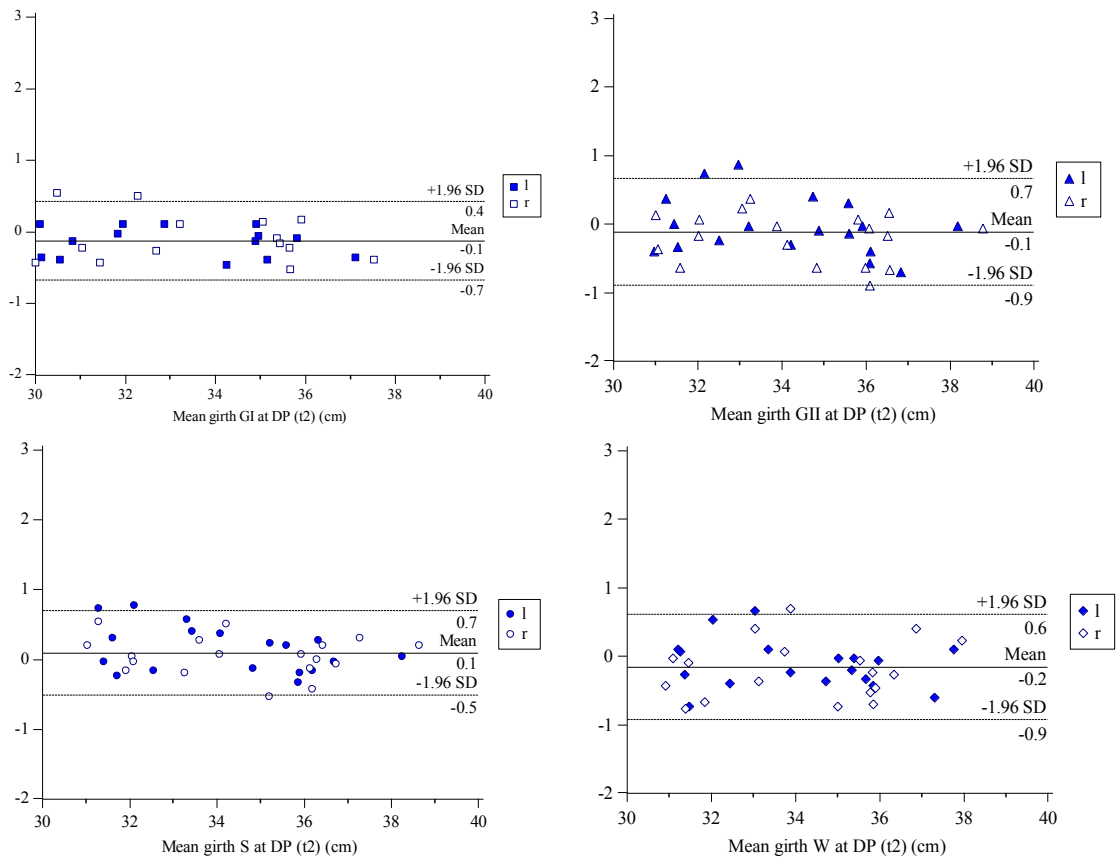 3
2
1
0
-1
-2
+1.96 SD
0.4
Mean
-0.1
-1.96 SD
-0.7
30 32 34 36 38 40
Mean girth GI at DP (t2) (cm)
l
r
3
2
1
0
-1
-2
+1.96 SD
0.7
Mean
-0.1
-1.96 SD
-0.9
30 32 34 36 38 40
Mean girth GII at DP (t2) (cm)
l
r
3
2
1
0
-1
-2
+1.96 SD
0.7
Mean
0.1
-1.96 SD
-0.5
30 32 34 36 38 40
Mean girth S at DP (t2) (cm)
l
r
3
2
1
0
-1
-2
+1.96 SD
0.6
Mean
-0.2
-1.96 SD
-0.9
30 32 34 36 38 40
Mean girth W at DP (t2) (cm)
l
r